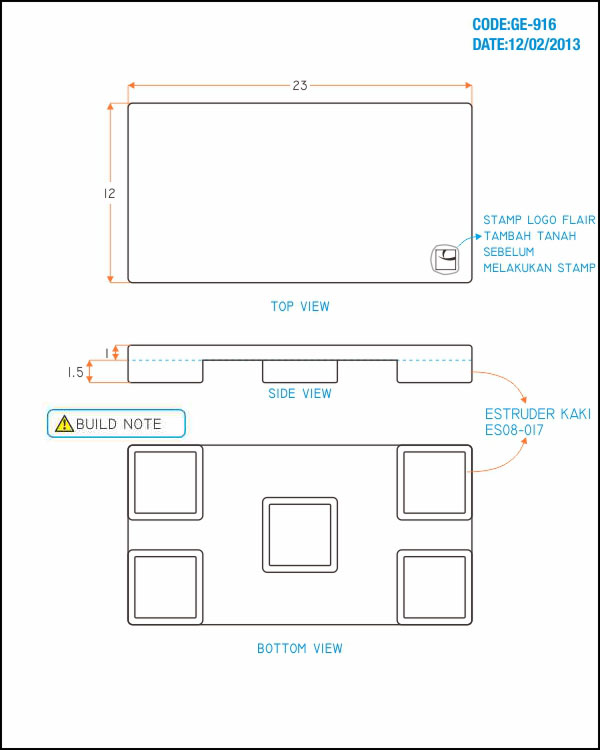 CODE:GE-916
DATE:12/02/2013
23
12
STAMP LOGO FLAIR
TAMBAH TANAH
SEBELUM
MELAKUKAN STAMP
TOP VIEW
1
1.5
SIDE VIEW
ESTRUDER KAKI
ES08-017
BUILD NOTE
BOTTOM VIEW